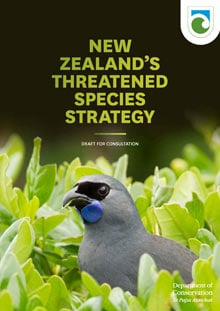 NEW
ZEALAND'S
THREATENED
SPECIES
STRATEGY
DRAFT FOR CONSULTATION
Department of
Conservation
Te Papa Atawhai